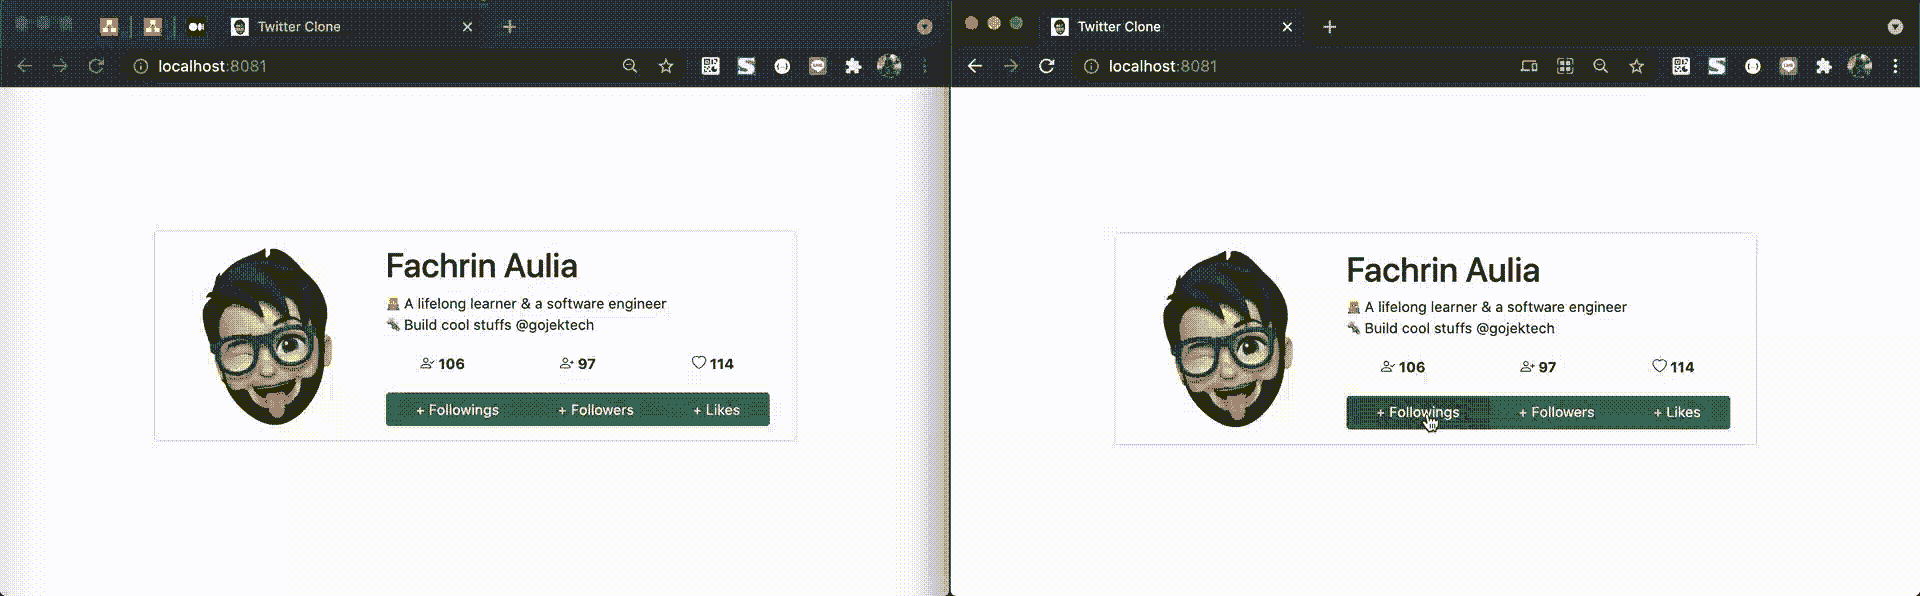 Twitter Clone
localhost:8081
Fachrin Aulia
A lifelong learner & a software engineer
Build cool stuffs @gojektech
106 97 114
+ Followings + Followers + Likes
Twitter Clone
localhost:8081
Fachrin Aulia
A lifelong learner & a software engineer
Build cool stuffs @gojektech
106 97 114
+ Followings + Followers + Likes